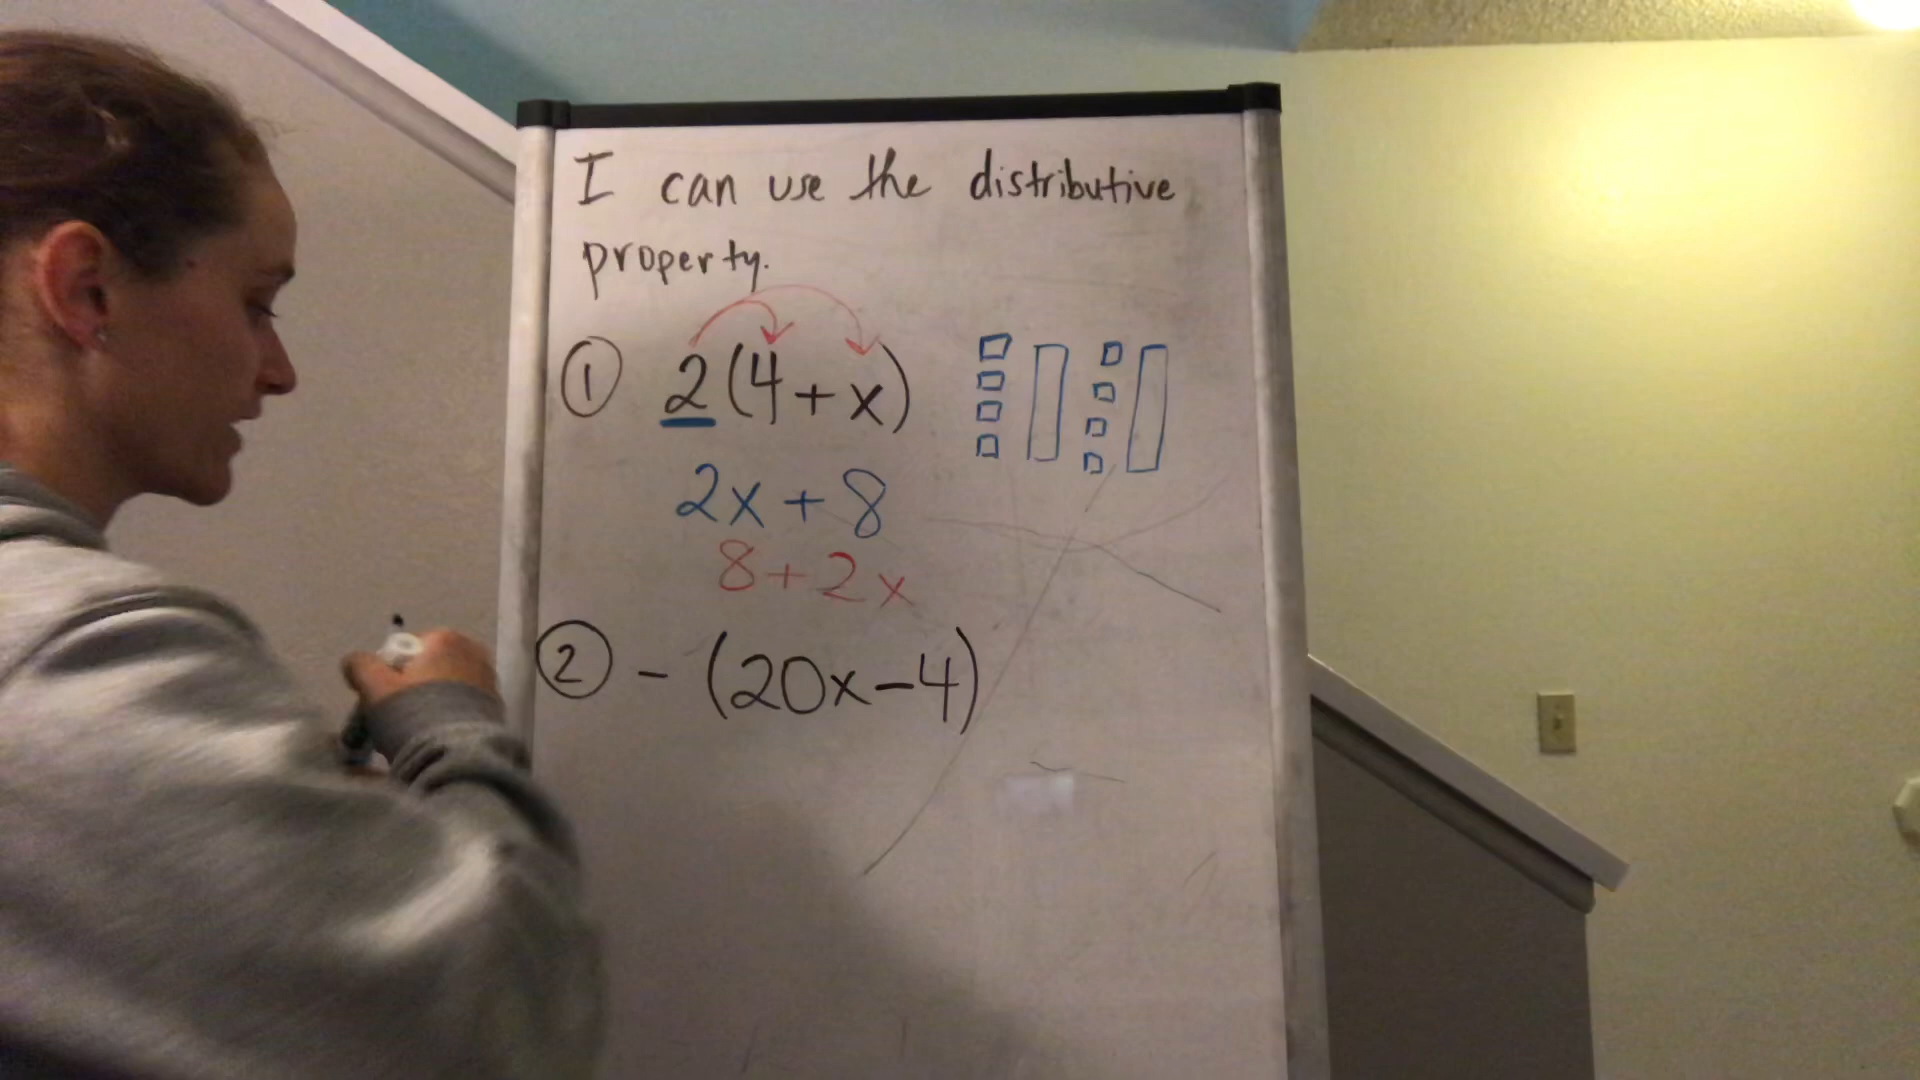 I can use the distributive
property.
① 2(4+x)
2x + 8
8+2x
② - (20x-4)